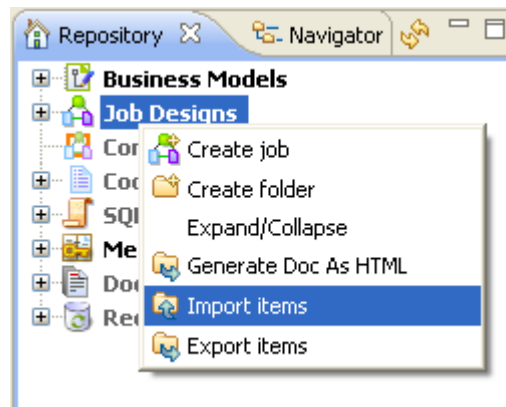 Repository Navigator
Business Models
Job Designs
Create job
Create folder
Expand/Collapse
Me
Generate Doc As HTML
Import items
Export items